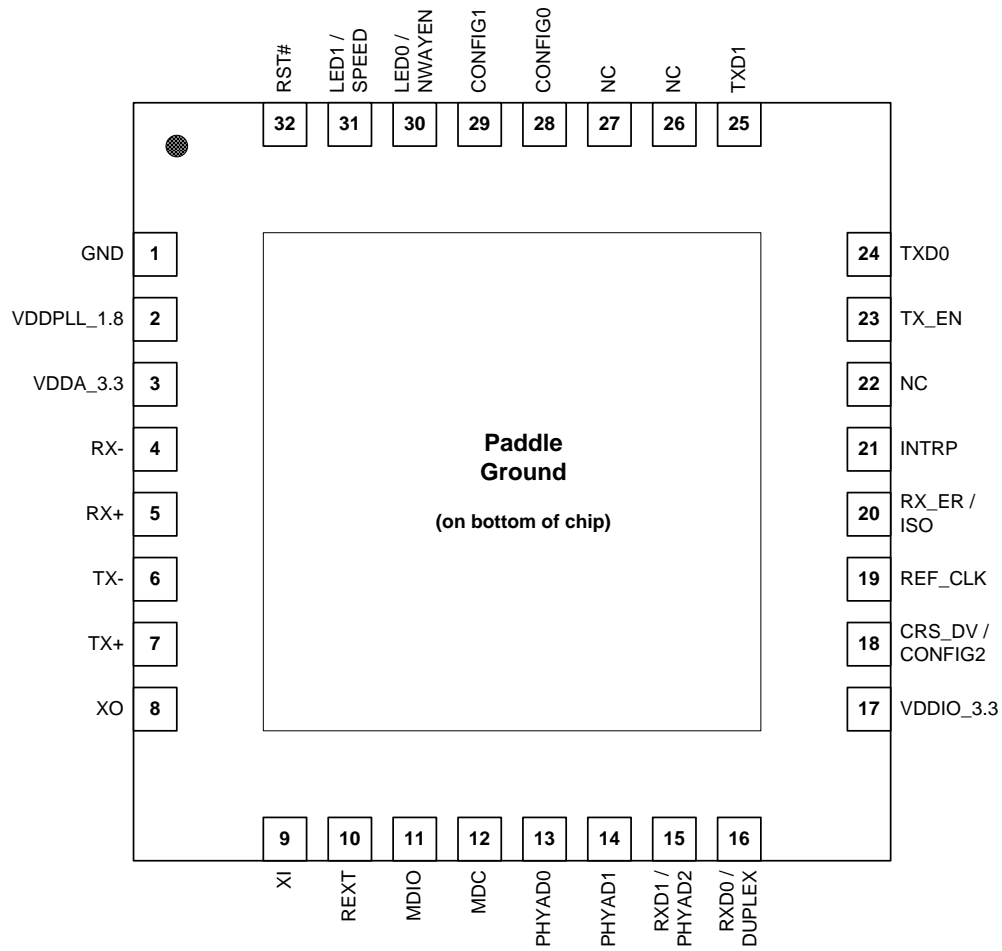 RST#
LED1 /
SPEED
LED0 /
NWAYEN
CONFIG1
CONFIG0
NC
NC
TXD1
32 31 30 29 28 27 26 25
GND 1
VDDPLL_1.8 2
VDDA_3.3 3
RX- 4
RX+ 5
TX- 6
TX+ 7
XO 8
Paddle
Ground
(on bottom of chip)
24 TXD0
23 TX_EN
22 NC
21 INTRP
20 RX_ER /
ISO
19 REF_CLK
18 CRS_DV /
CONFIG2
17 VDDIO_3.3
9 10 11 12 13 14 15 16
XI
REXT
MDIO
MDC
PHYAD0
PHYAD1
RXD1 /
PHYAD2
RXD0 /
DUPLEX